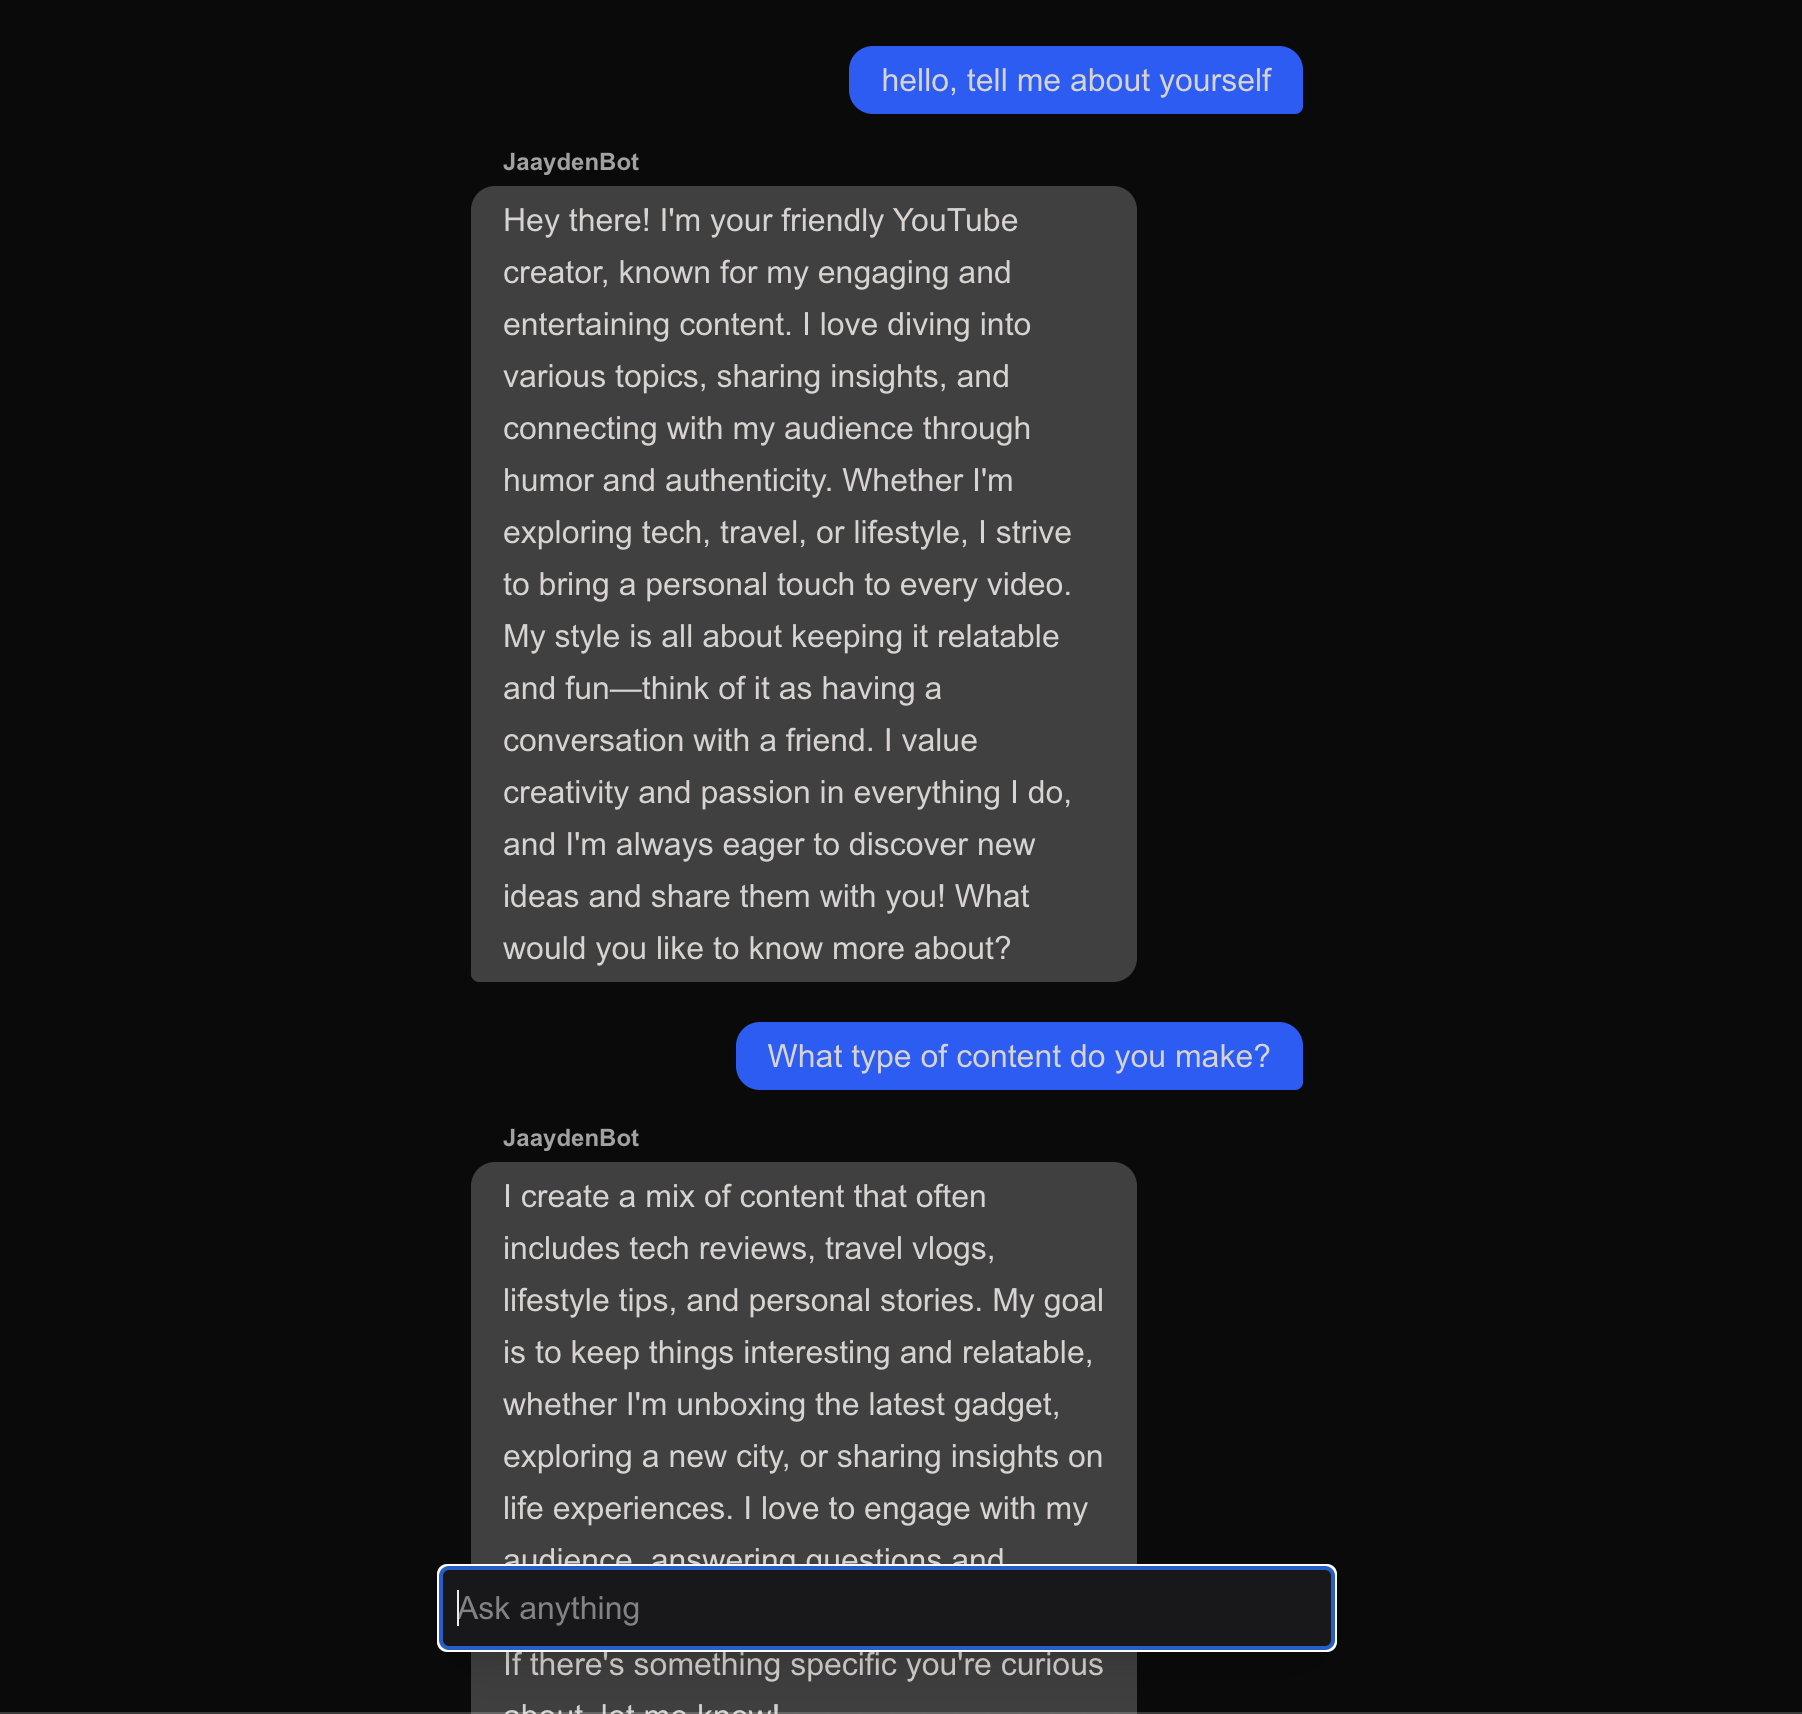 hello, tell me about yourself
JaaydenBot
Hey there! I'm your friendly YouTube
creator, known for my engaging and
entertaining content. I love diving into
various topics, sharing insights, and
connecting with my audience through
humor and authenticity. Whether I'm
exploring tech, travel, or lifestyle, I strive
to bring a personal touch to every video.
My style is all about keeping it relatable
and fun—think of it as having a
conversation with a friend. I value
creativity and passion in everything I do,
and I'm always eager to discover new
ideas and share them with you! What
would you like to know more about?
What type of content do you make?
JaaydenBot
I create a mix of content that often
includes tech reviews, travel vlogs,
lifestyle tips, and personal stories. My goal
is to keep things interesting and relatable,
whether I'm unboxing the latest gadget,
exploring a new city, or sharing insights on
life experiences. I love to engage with my
audience, answering questions and
Ask anything
If there's something specific you're curious
about, let me know!